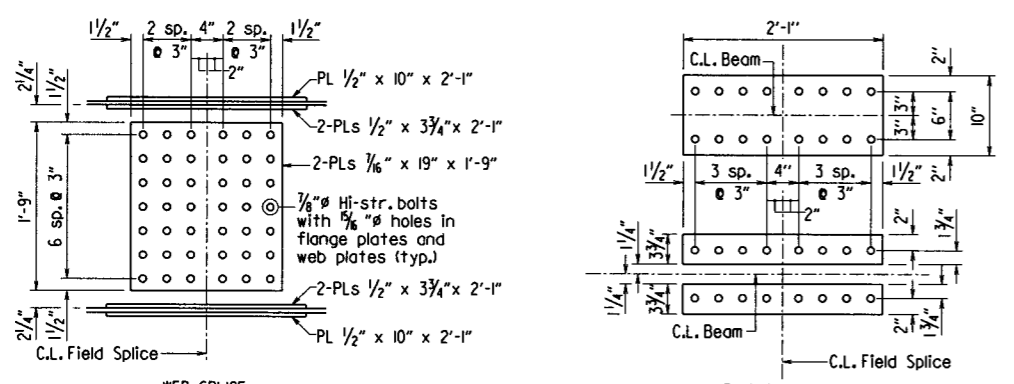 1½" 2 sp. 4" 2 sp. 1½"
@ 3" @ 3"
2"
2¼"
1½"
PL ½" x 10" x 2'-1"
2-PLs ½" x 3¾"x 2'-1"
2-PLs 7/16" x 19" x 1'-9"
1'-9"
6 sp. @ 3"
7/8"ø Hi-str. bolts
with 15/16 "ø holes in
flange plates and
web plates (typ.)
2-PLs ½" x 3¾"x 2'-1"
PL ½" x 10" x 2'-1"
2¼"
1½"
C.L. Field Splice
WEB SPLICE
2'-1"
C.L. Beam
2"
3"
6"
10"
3"
2"
1½" 3 sp. 4" 3 sp. 1½"
@ 3" @ 3"
2"
1¼"
3¾"
2"
1¾"
1¼"
3¾"
2"
1¾"
C.L. Beam
C.L. Field Splice